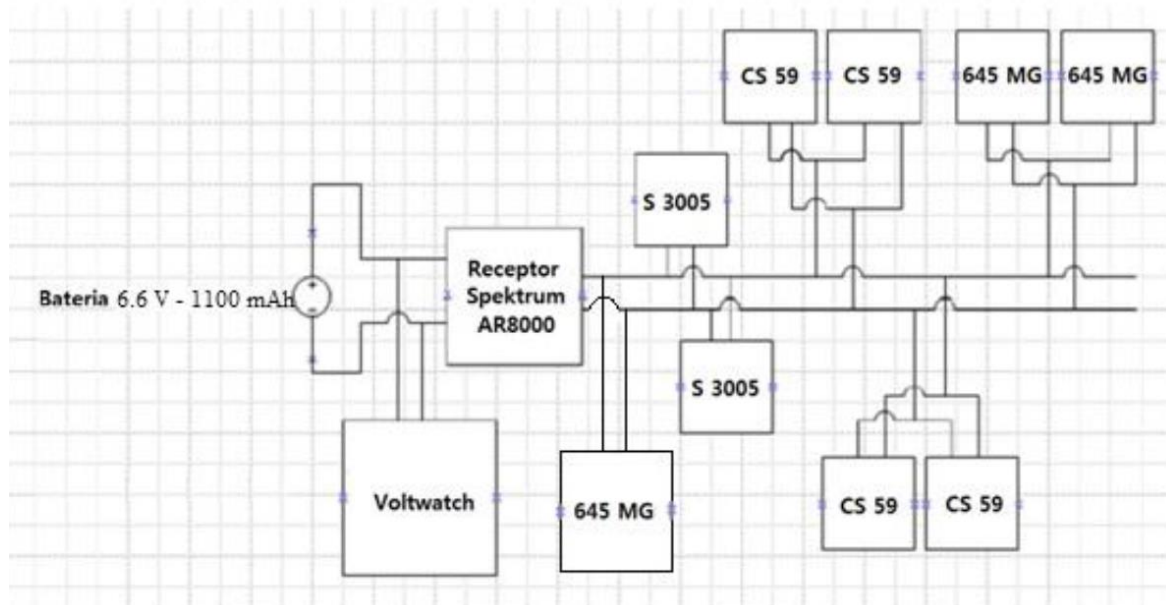 CS 59
CS 59
645 MG
645 MG
S 3005
Receptor
Spektrum
AR8000
Bateria 6.6 V - 1100 mAh
+
-
S 3005
Voltwatch
645 MG
CS 59
CS 59